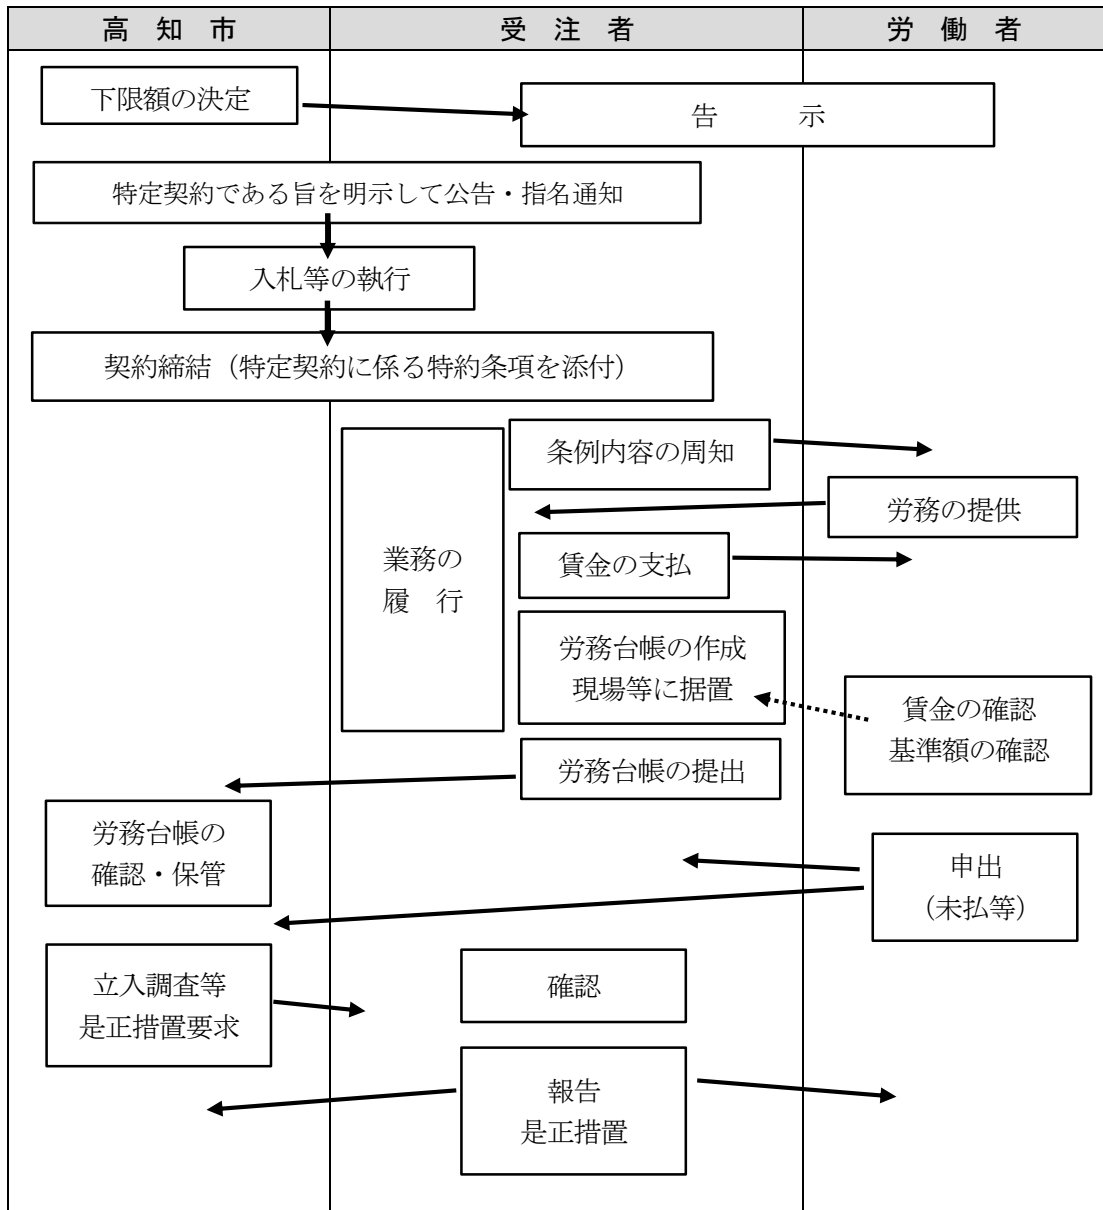 高 知 市
受 注 者
労 働 者
下限額の決定
告 示
特定契約である旨を明示して公告・指名通知
入札等の執行
契約締結（特定契約に係る特約条項を添付）
条例内容の周知
労務の提供
業務の
履 行
賃金の支払
労務台帳の作成
現場等に据置
賃金の確認
基準額の確認
労務台帳の提出
労務台帳の
確認・保管
申出
（未払等）
立入調査等
是正措置要求
確認
報告
是正措置